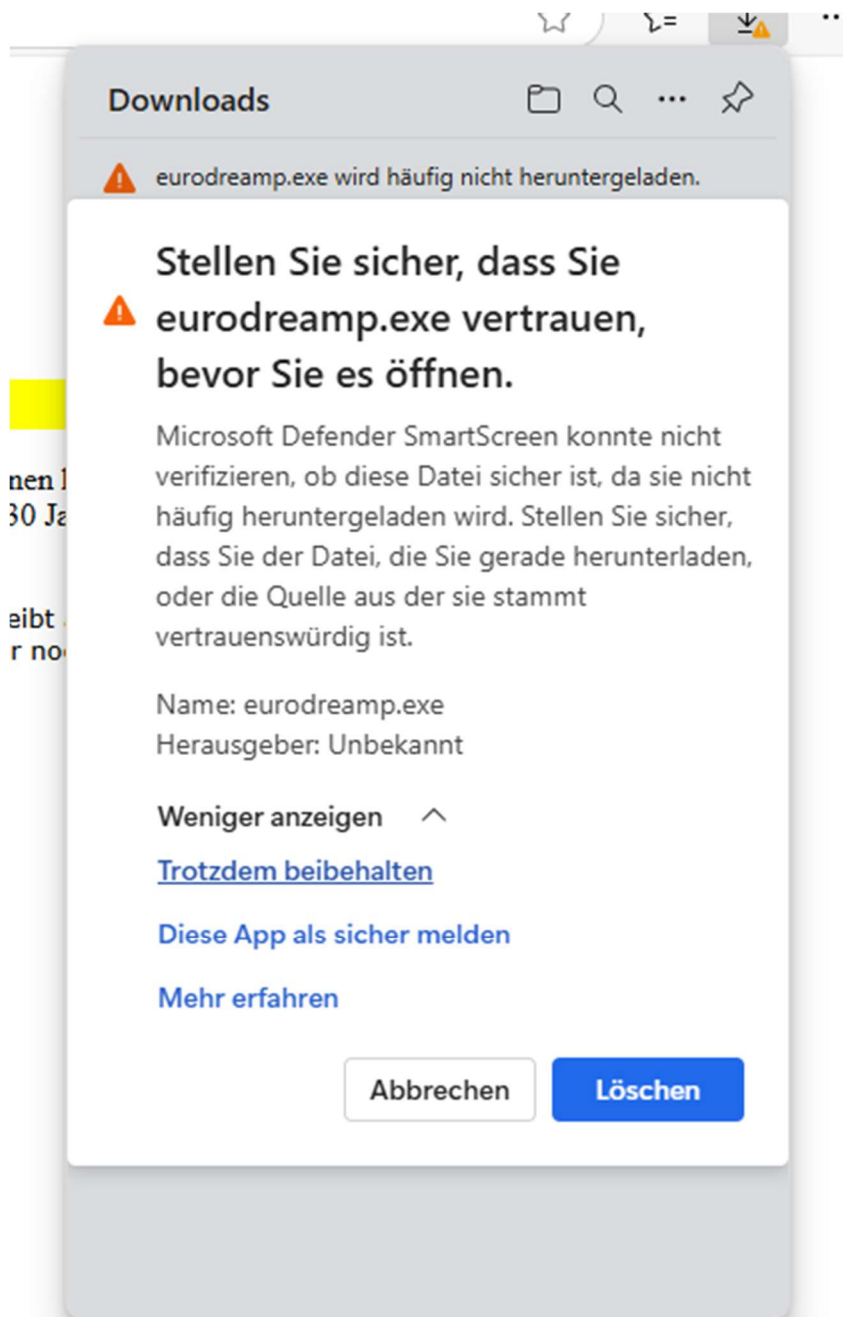 Downloads
eurodreamp.exe wird häufig nicht heruntergeladen.
Stellen Sie sicher, dass Sie
eurodreamp.exe vertrauen,
bevor Sie es öffnen.
Microsoft Defender SmartScreen konnte nicht
verifizieren, ob diese Datei sicher ist, da sie nicht
häufig heruntergeladen wird. Stellen Sie sicher,
dass Sie der Datei, die Sie gerade herunterladen,
oder die Quelle aus der sie stammt
vertrauenswürdig ist.
Name: eurodreamp.exe
Herausgeber: Unbekannt
Weniger anzeigen
Trotzdem beibehalten
Diese App als sicher melden
Mehr erfahren
Abbrechen
Löschen